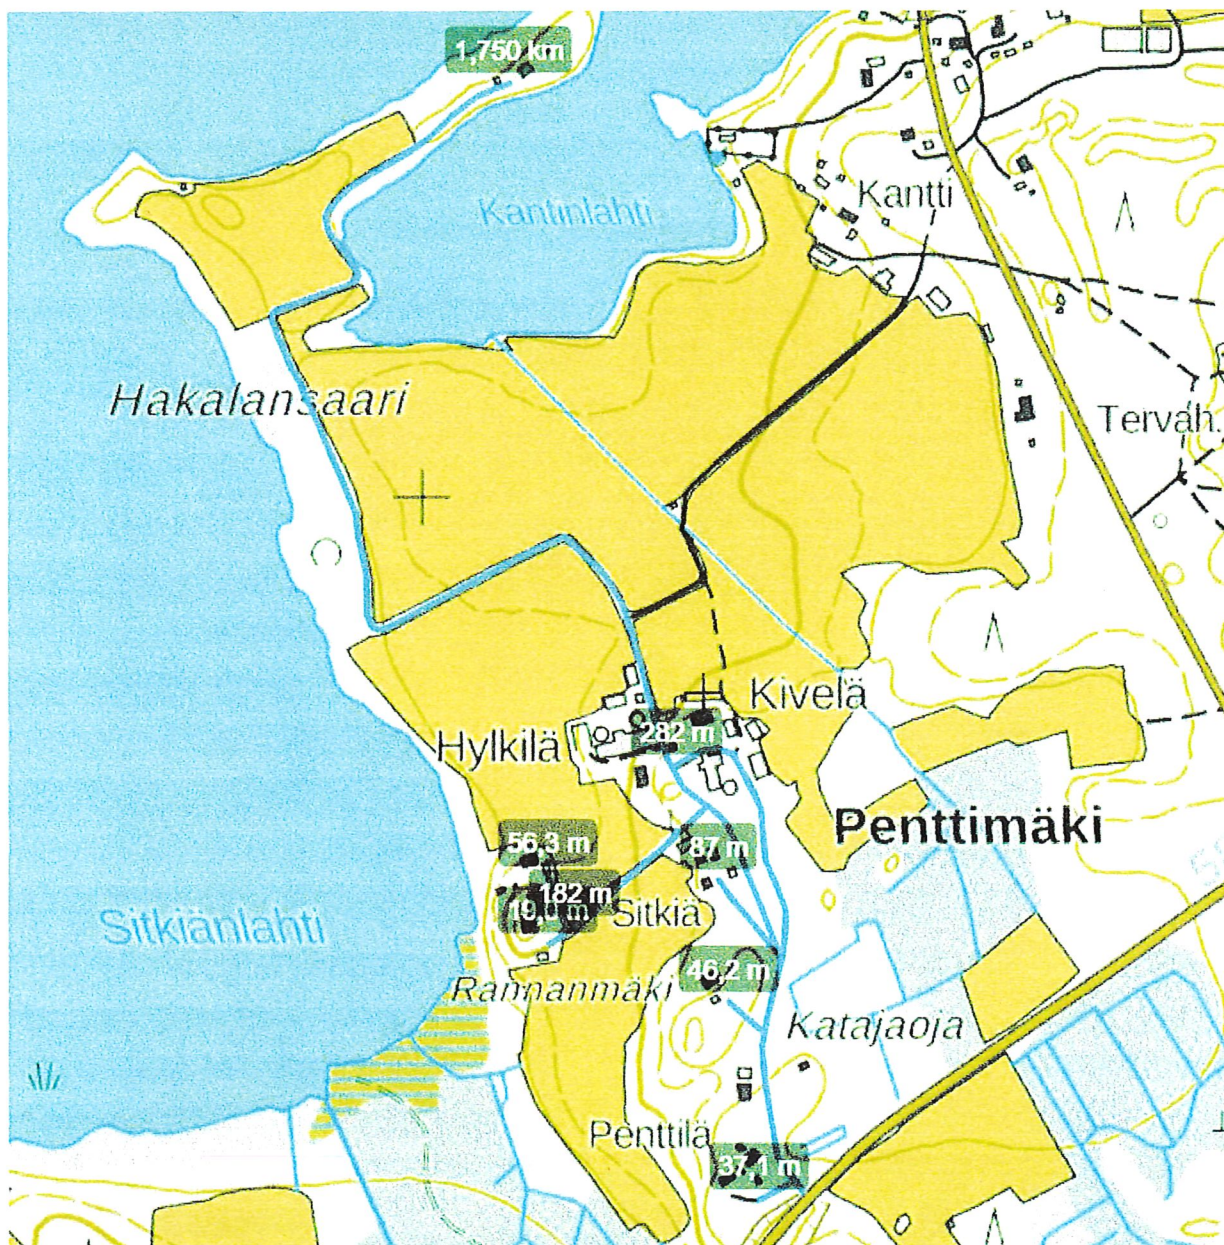 1,750 km
Kantinlahti
Kantti
Hakalansaari
Tervah.
Kivelä
Hylkilä
282 m
Penttimäki
56,3 m
87 m
182 m
Sitkiä
Sitkiänlahti
46,2 m
Rannanmäki
Katajaoja
Penttilä
37,1 m